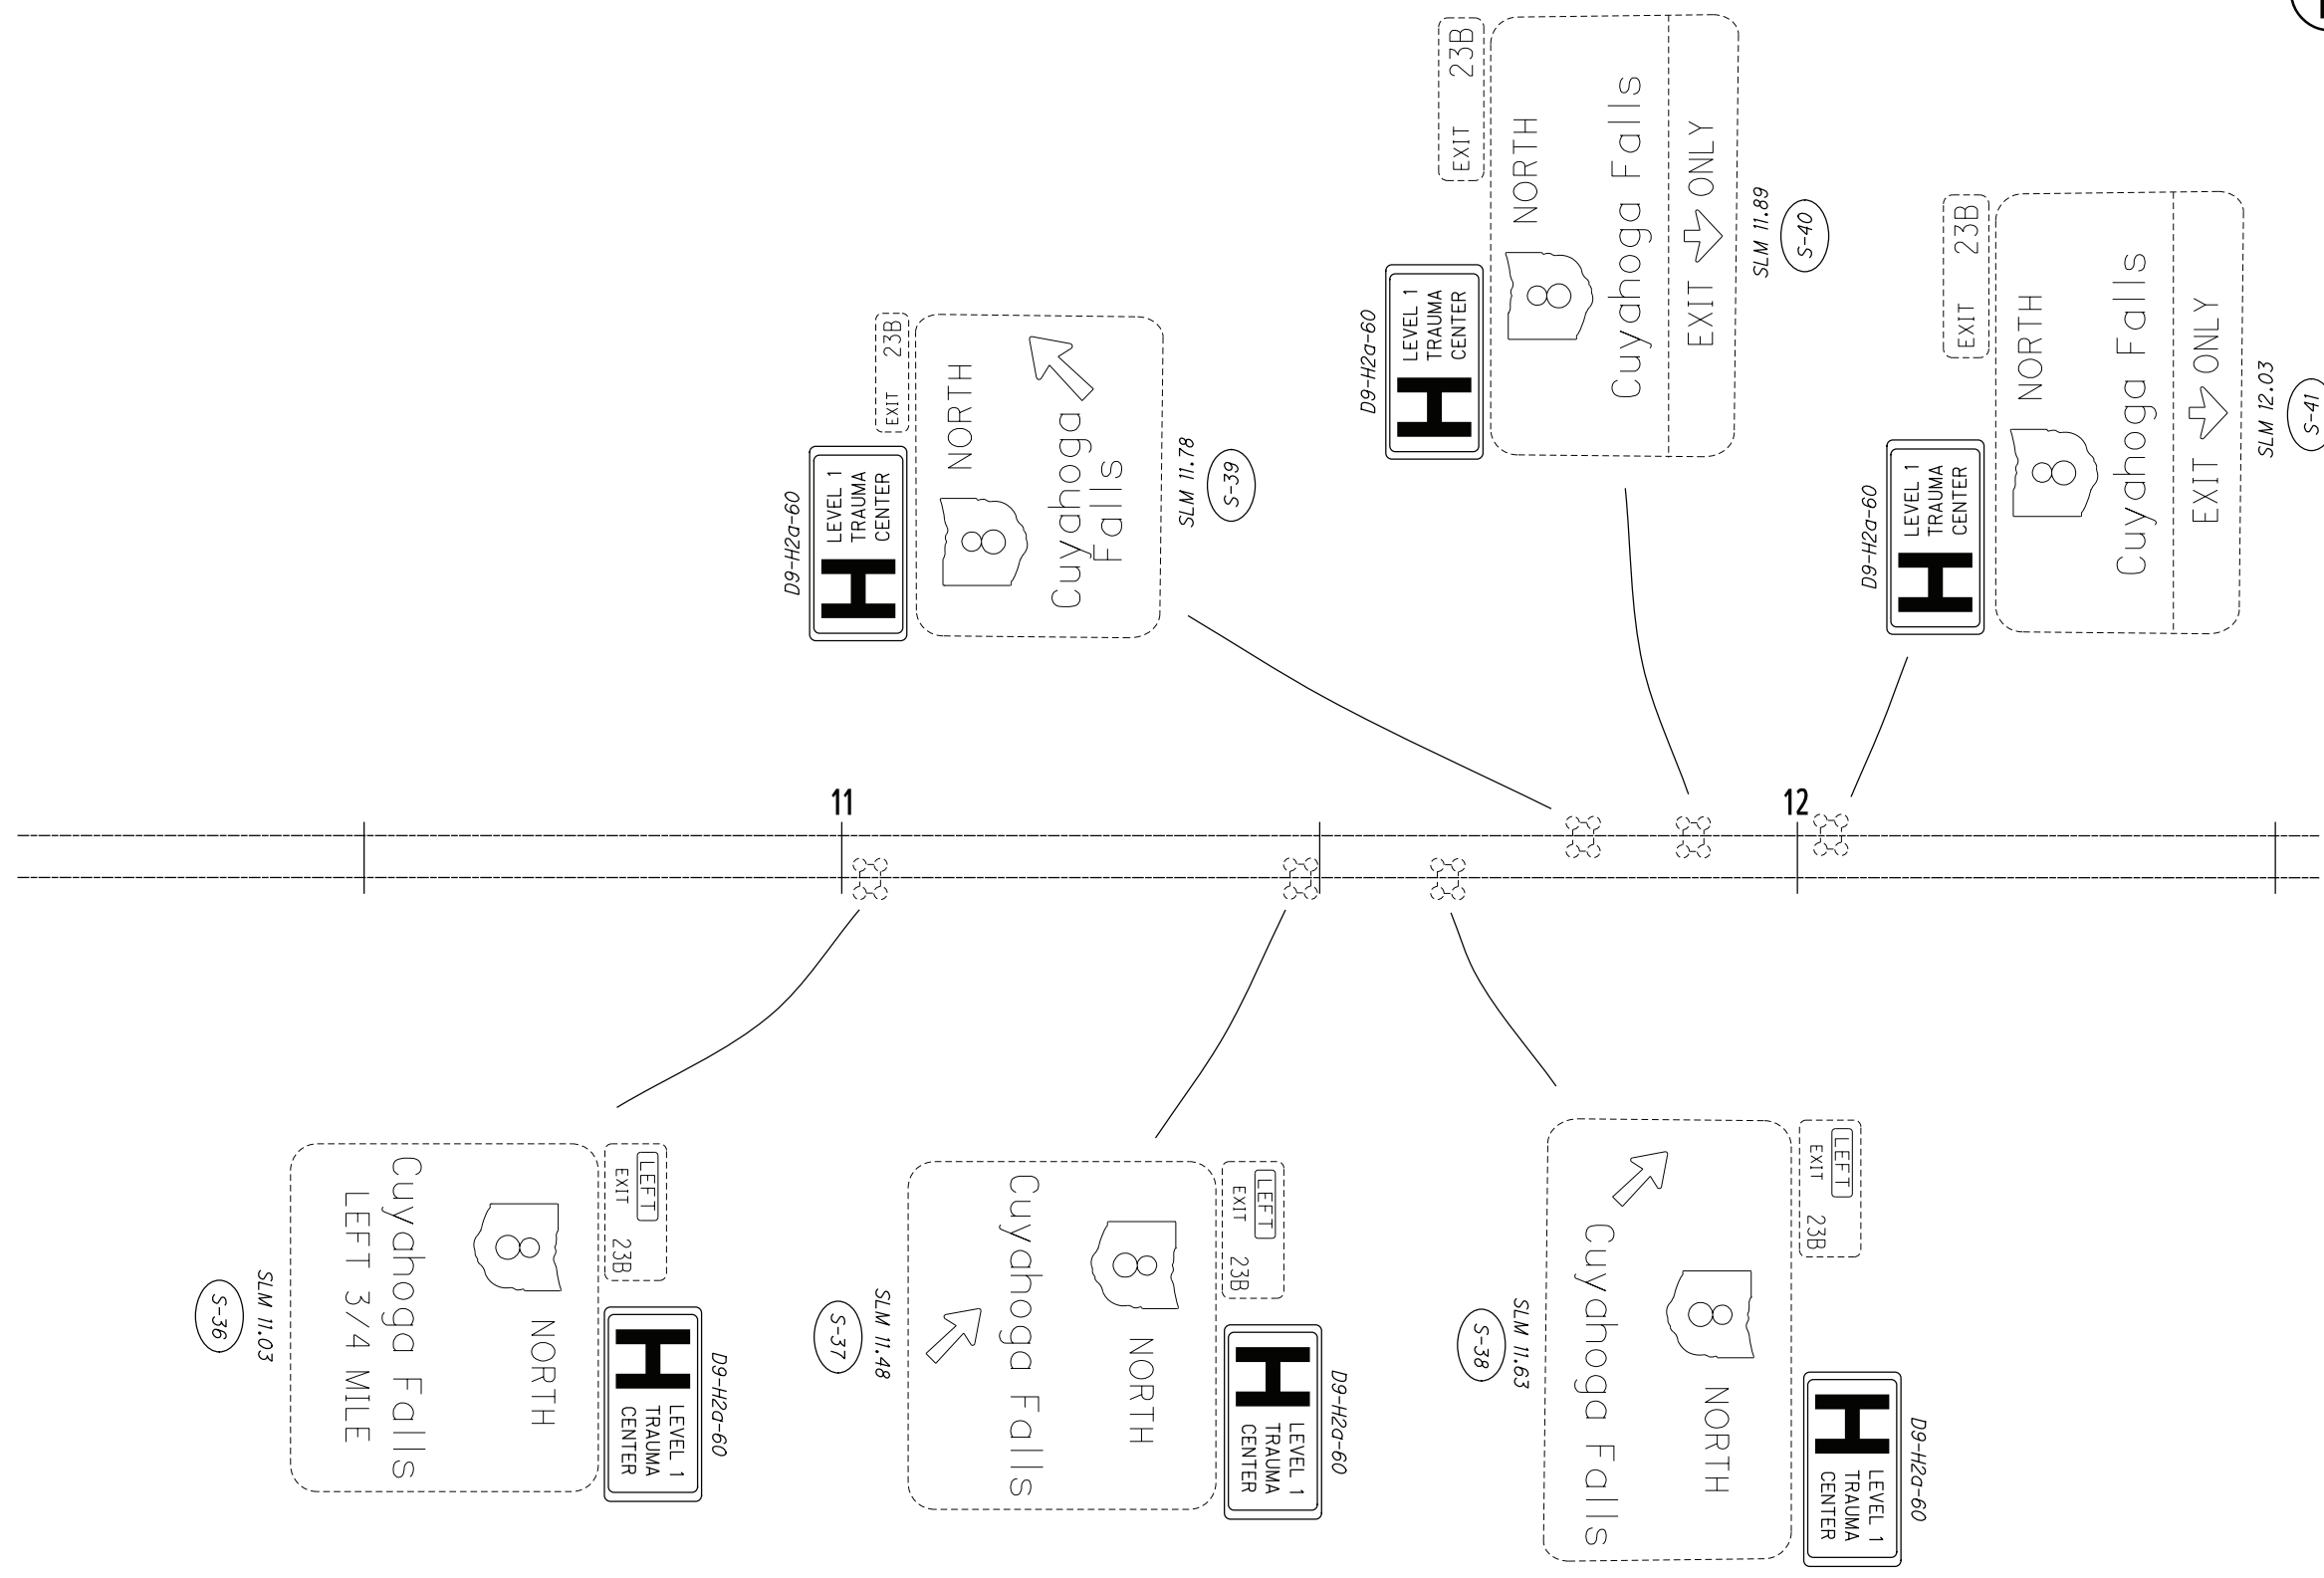 EXIT 23B
NORTH
8
Cuyahoga
Falls
D9-H2a-60
H
LEVEL 1
TRAUMA
CENTER
SLM 11.78
S-39
EXIT 23B
NORTH
8
Cuyahoga Falls
EXIT ONLY
D9-H2a-60
H
LEVEL 1
TRAUMA
CENTER
SLM 11.89
S-40
EXIT 23B
NORTH
8
Cuyahoga Falls
EXIT ONLY
D9-H2a-60
H
LEVEL 1
TRAUMA
CENTER
SLM 12.03
S-41
11
12
LEFT
EXIT 23B
D9-H2a-60
H
LEVEL 1
TRAUMA
CENTER
8 NORTH
Cuyahoga Falls
LEFT 3/4 MILE
SLM 11.03
S-36
LEFT
EXIT 23B
D9-H2a-60
H
LEVEL 1
TRAUMA
CENTER
8 NORTH
Cuyahoga Falls
SLM 11.48
S-37
LEFT
EXIT 23B
D9-H2a-60
H
LEVEL 1
TRAUMA
CENTER
8 NORTH
Cuyahoga Falls
SLM 11.63
S-38